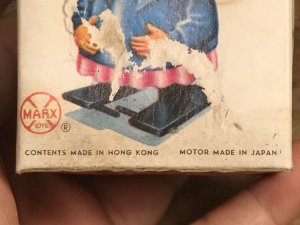 MARX
TOYS
®
CONTENTS MADE IN HONG KONG MOTOR MADE IN JAPAN